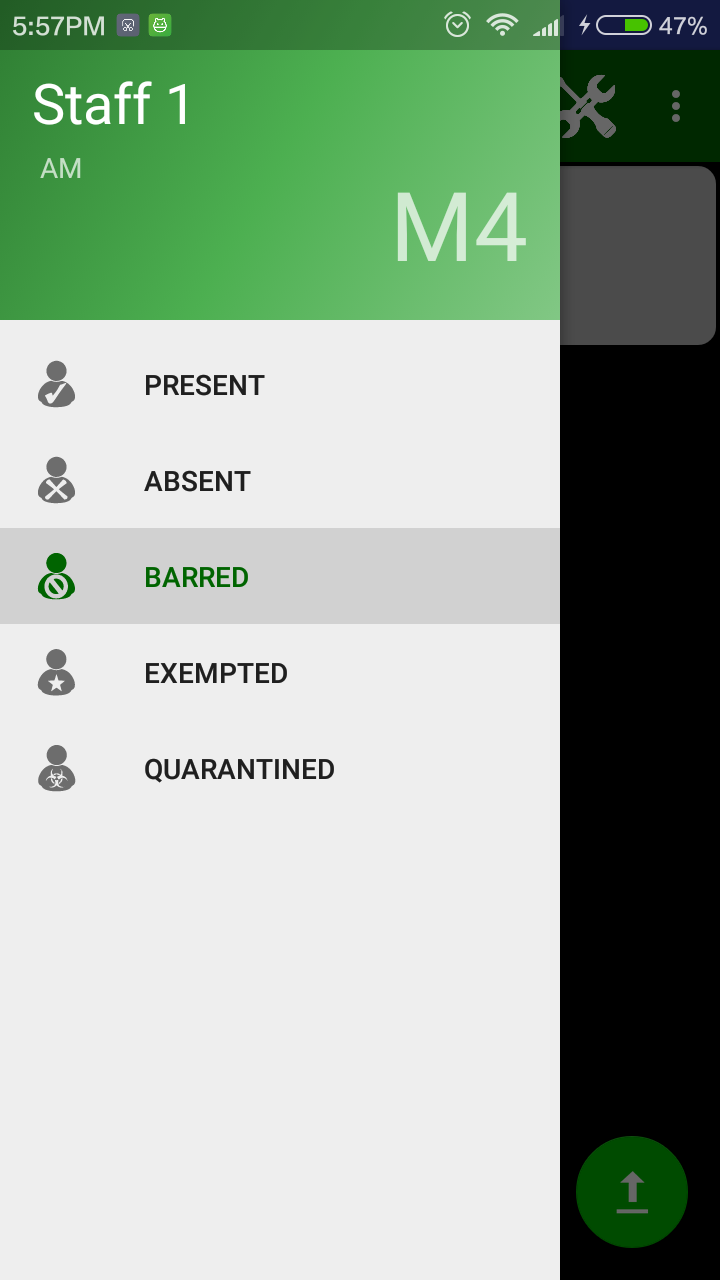 5:57PM
47%
Staff 1
AM
M4
PRESENT
ABSENT
BARRED
EXEMPTED
QUARANTINED